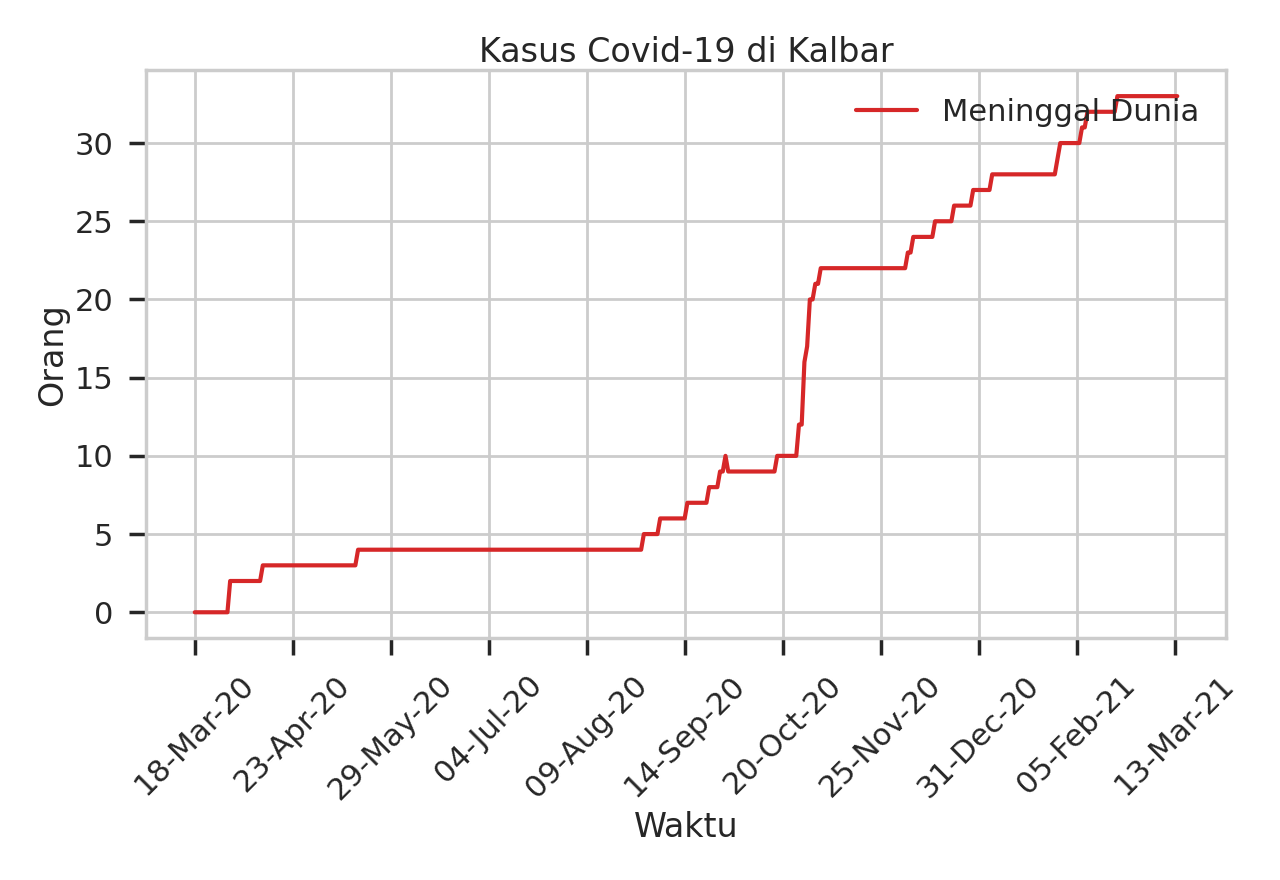 Kasus Covid-19 di Kalbar
Meninggal Dunia
Orang
30
25
20
15
10
5
0
18-Mar-20
23-Apr-20
29-May-20
04-Jul-20
09-Aug-20
14-Sep-20
20-Oct-20
25-Nov-20
31-Dec-20
05-Feb-21
13-Mar-21
Waktu